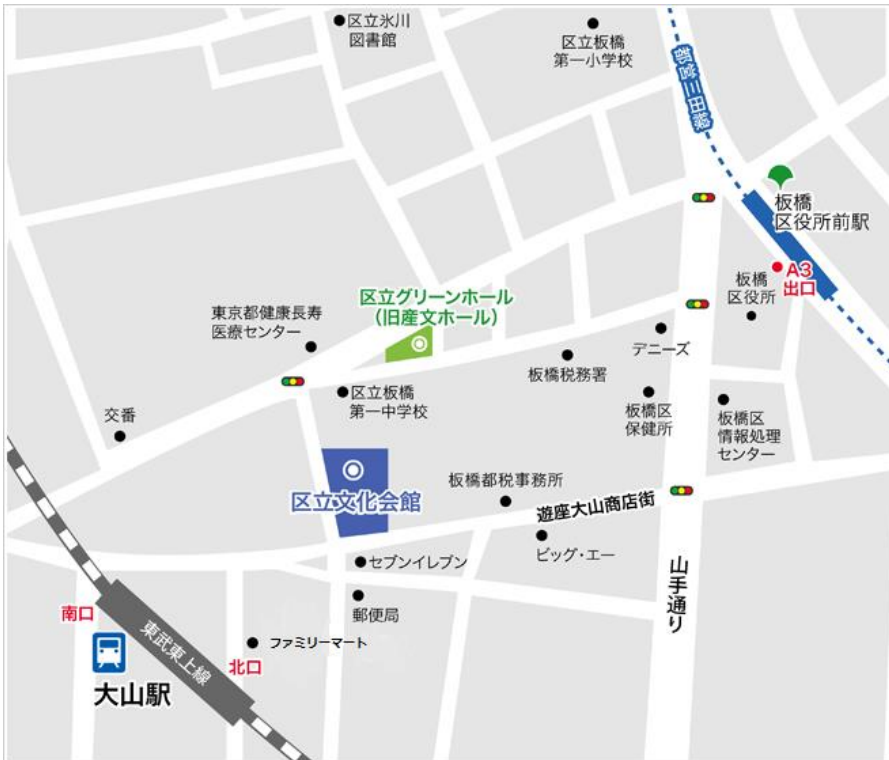 区立氷川
図書館
区立板橋
第一小学校
都営三田線
板橋
区役所前駅
A3
出口
板橋
区役所
区立グリーンホール
(旧産文ホール)
東京都健康長寿
医療センター
デニーズ
板橋税務署
区立板橋
第一中学校
板橋区
保健所
板橋区
情報処理
センター
交番
区立文化会館
板橋都税事務所
遊座大山商店街
ビッグ・エー
セブンイレブン
山手通り
郵便局
南口
東武東上線
ファミリーマート
北口
大山駅